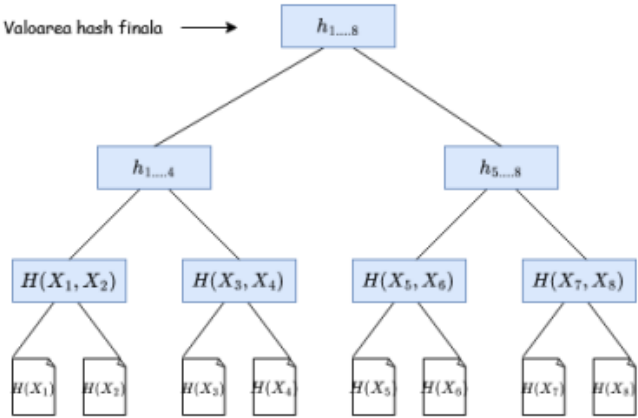 Valoarea hash finala
h₁....₈
h₁....₄
h₅....₈
H(X₁, X₂)
H(X₃, X₄)
H(X₅, X₆)
H(X₇, X₈)
H(X₁)
H(X₂)
H(X₃)
H(X₄)
H(X₅)
H(X₆)
H(X₇)
H(X₈)